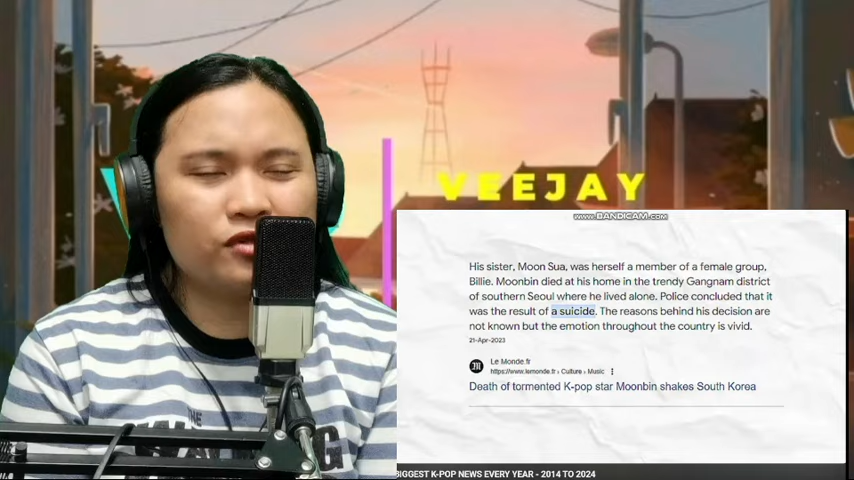 VEEJAY
www.BANDICAM.com
His sister, Moon Sua, was herself a member of a female group,
Billie. Moonbin died at his home in the trendy Gangnam district
of southern Seoul where he lived alone. Police concluded that it
was the result of a suicide. The reasons behind his decision are
not known but the emotion throughout the country is vivid.
21-Apr-2023
Le Monde.fr
https://www.lemonde.fr › Culture › Music
Death of tormented K-pop star Moonbin shakes South Korea
THE
BIGGEST K-POP NEWS EVERY YEAR - 2014 TO 2024